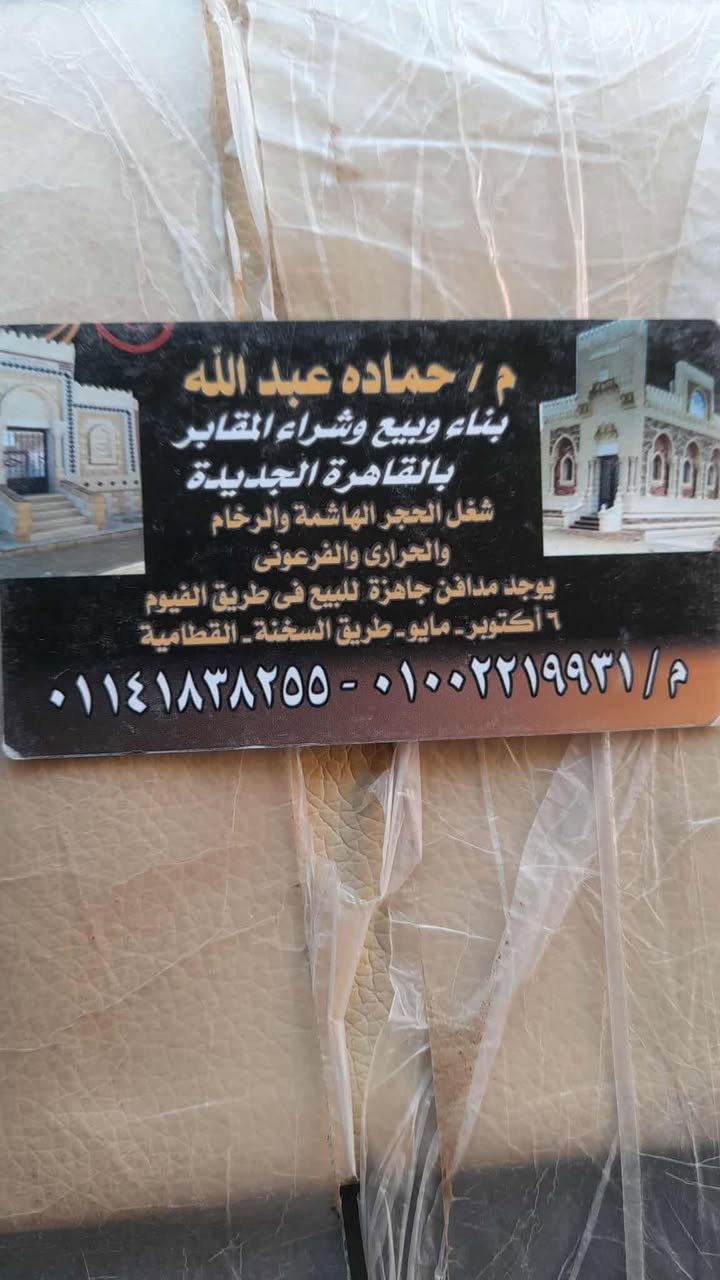 م / حماده عبد الله
بناء وبيع وشراء المقابر
بالقاهرة الجديدة
شغل الحجر الهاشمة والرخام
والحرارى والفرعونى
يوجد مدافن جاهزة للبيع فى طريق الفيوم
٦ أكتوبر - مايو - طريق السخنة - القطامية
م / ٠١٠٠٢٢١٩٩٣١ - ٠١١٤١٨٣٨٢٥٥